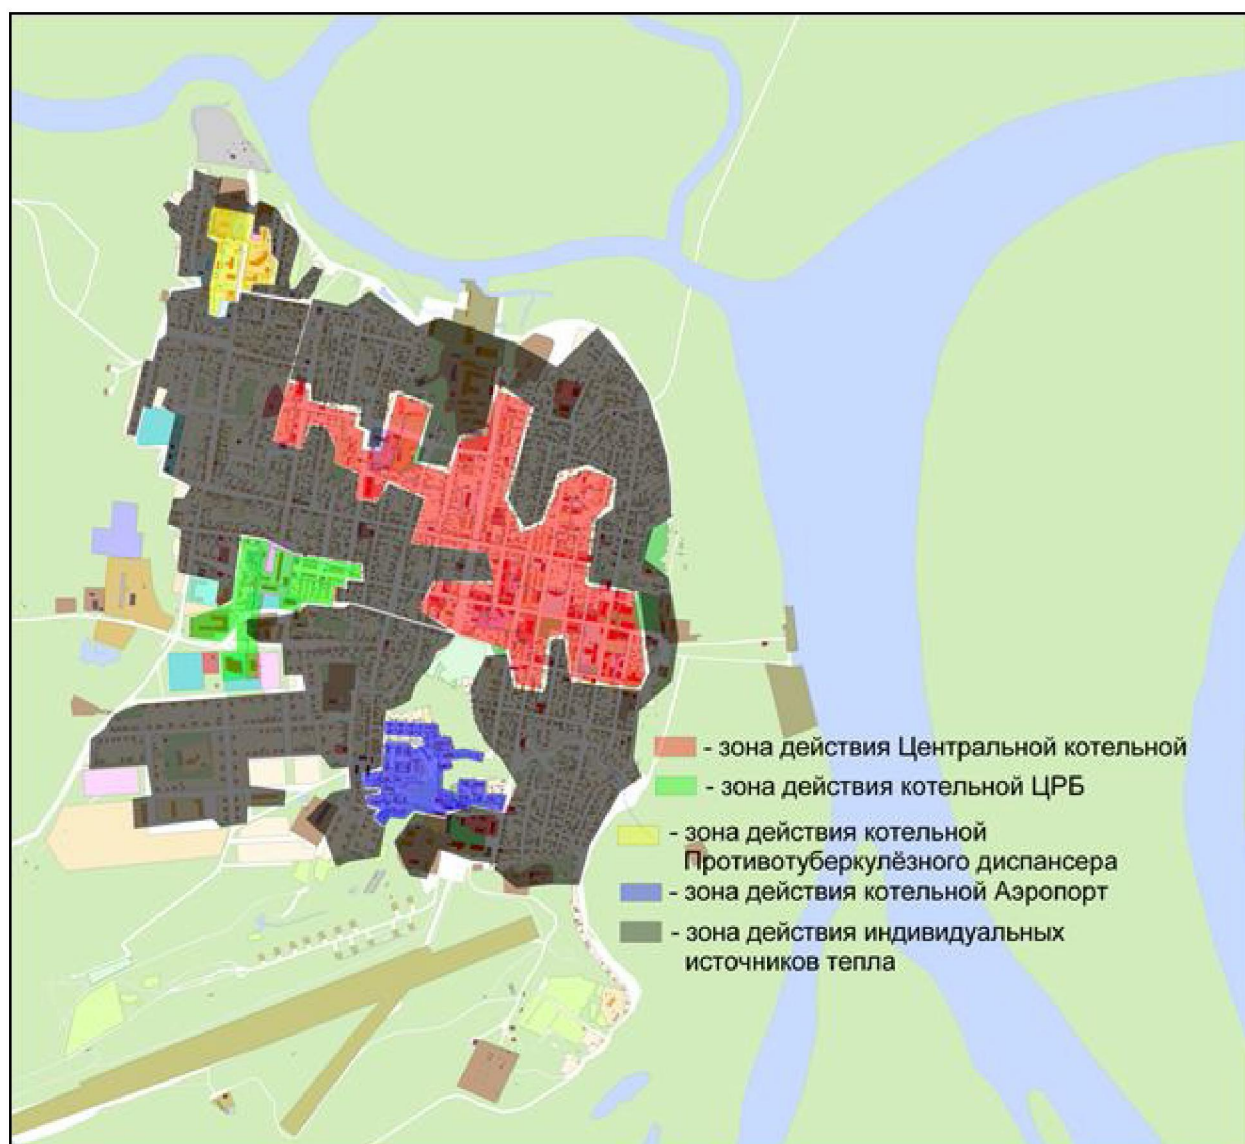 - зона действия Центральной котельной
- зона действия котельной ЦРБ
- зона действия котельной
Противотуберкулёзного диспансера
- зона действия котельной Аэропорт
- зона действия индивидуальных
источников тепла